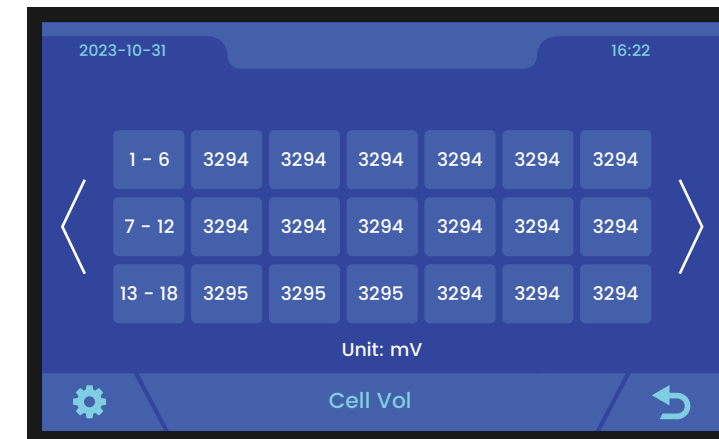 2023-10-31 16:22
1 - 6 3294 3294 3294 3294 3294 3294
7 - 12 3294 3294 3294 3294 3294 3294
13 - 18 3295 3295 3295 3294 3294 3294
Unit: mV
Cell Vol